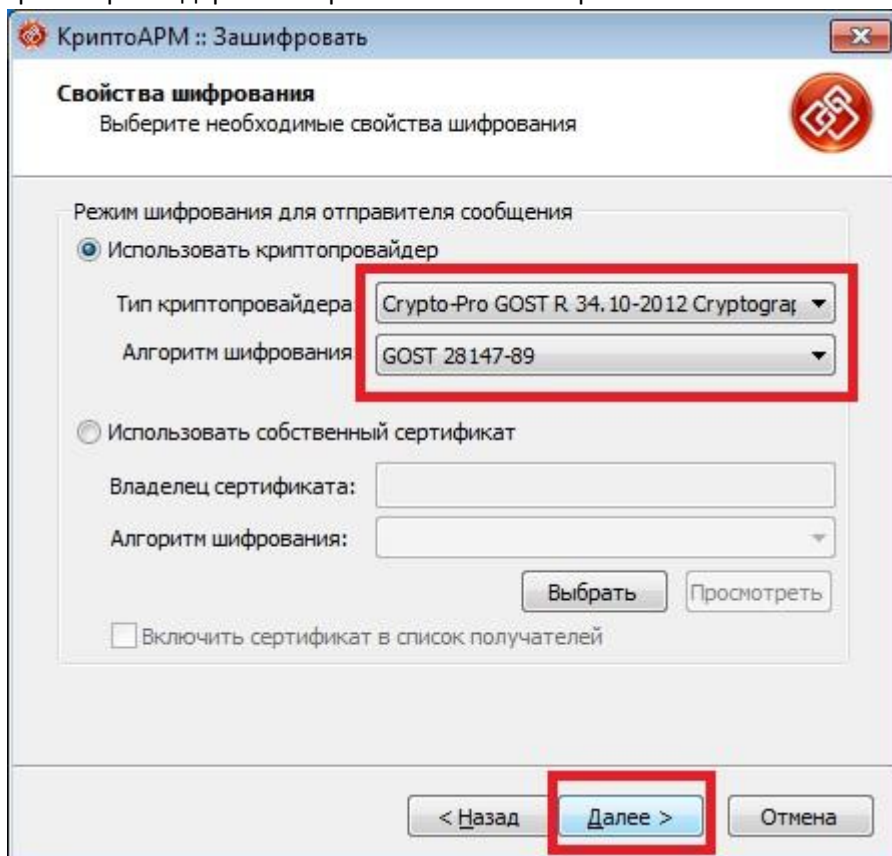 КриптоАРМ :: Зашифровать
Свойства шифрования
Выберите необходимые свойства шифрования
Режим шифрования для отправителя сообщения
Использовать криптопровайдер
Тип криптопровайдера Crypto-Pro GOST R 34.10-2012 Cryptograp
Алгоритм шифрования GOST 28147-89
Использовать собственный сертификат
Владелец сертификата:
Алгоритм шифрования:
Выбрать Просмотреть
Включить сертификат в список получателей
< Назад Далее > Отмена